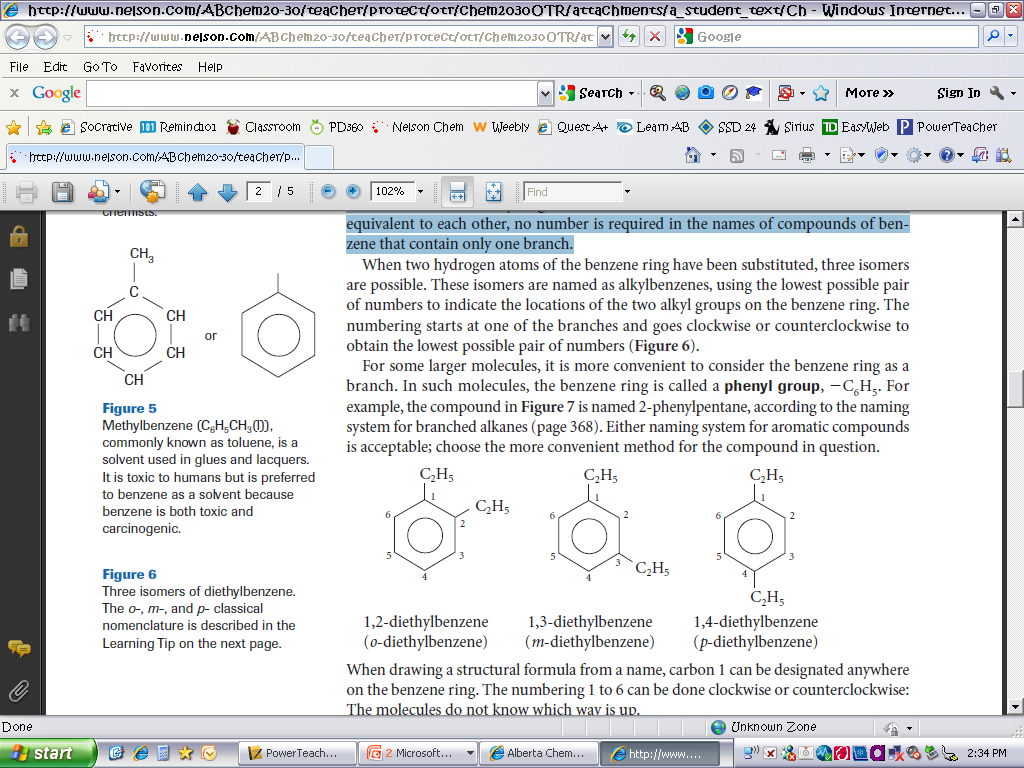 http://www.nelson.com/ABChem20-30/teacher/protect/otr/Chem2030OTR/attachments/a_student_text/Ch - Windows Internet...
http://www.nelson.com/ABChem20-30/teacher/protect/otr/Chem2030OTR/at
Google
File Edit Go To Favorites Help
x Google Search More >> Sign In
Socrative 101 Remind101 Classroom PD360 Nelson Chem W Weebly Quest A+ Learn AB SSD 24 Sirius TD EasyWeb P PowerTeacher
http://www.nelson.com/ABChem20-30/teacher/p...
2 / 5 102% Find
chemists.
equivalent to each other, no number is required in the names of compounds of ben-
zene that contain only one branch.
When two hydrogen atoms of the benzene ring have been substituted, three isomers
are possible. These isomers are named as alkylbenzenes, using the lowest possible pair
of numbers to indicate the locations of the two alkyl groups on the benzene ring. The
numbering starts at one of the branches and goes clockwise or counterclockwise to
obtain the lowest possible pair of numbers (Figure 6).
For some larger molecules, it is more convenient to consider the benzene ring as a
branch. In such molecules, the benzene ring is called a phenyl group, −C₆H₅. For
example, the compound in Figure 7 is named 2-phenylpentane, according to the naming
system for branched alkanes (page 368). Either naming system for aromatic compounds
is acceptable; choose the more convenient method for the compound in question.
CH₃
C
CH CH
or
CH CH
CH
Figure 5
Methylbenzene (C₆H₅CH₃(l)),
commonly known as toluene, is a
solvent used in glues and lacquers.
It is toxic to humans but is preferred
to benzene as a solvent because
benzene is both toxic and
carcinogenic.
Figure 6
Three isomers of diethylbenzene.
The o-, m-, and p- classical
nomenclature is described in the
Learning Tip on the next page.
C₂H₅ C₂H₅ C₂H₅
1 C₂H₅ 1 1
6 2 6 2 6 2
5 3 5 3 5 3
4 4 C₂H₅ 4
C₂H₅
1,2-diethylbenzene 1,3-diethylbenzene 1,4-diethylbenzene
(o-diethylbenzene) (m-diethylbenzene) (p-diethylbenzene)
When drawing a structural formula from a name, carbon 1 can be designated anywhere
on the benzene ring. The numbering 1 to 6 can be done clockwise or counterclockwise:
The molecules do not know which way is up.
Done Unknown Zone
start PowerTeach... 2 Microsoft... Alberta Chem... http://www.... 2:34 PM